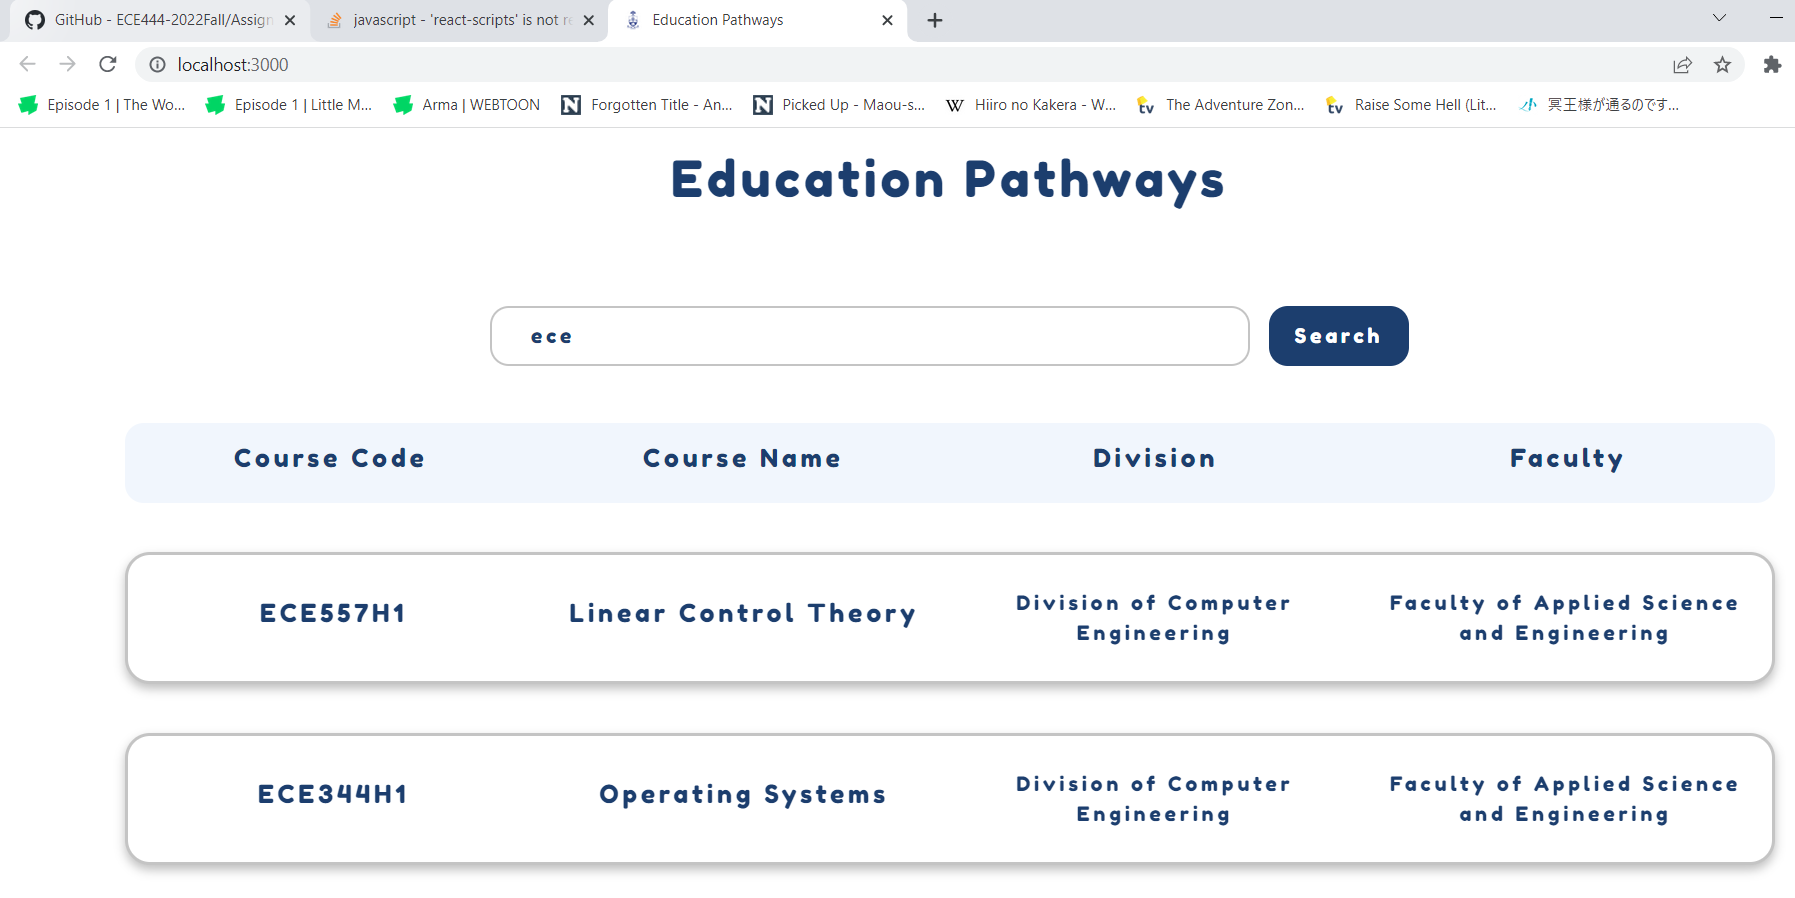 GitHub - ECE444-2022Fall/Assign
javascript - 'react-scripts' is not re
Education Pathways
localhost:3000
Episode 1 | The Wo...
Episode 1 | Little M...
Arma | WEBTOON
Forgotten Title - An...
Picked Up - Maou-s...
Hiiro no Kakera - W...
The Adventure Zon...
Raise Some Hell (Lit...
冥王様が通るのです...
Education Pathways
ece
Search
Course Code
Course Name
Division
Faculty
ECE557H1
Linear Control Theory
Division of Computer
Engineering
Faculty of Applied Science
and Engineering
ECE344H1
Operating Systems
Division of Computer
Engineering
Faculty of Applied Science
and Engineering